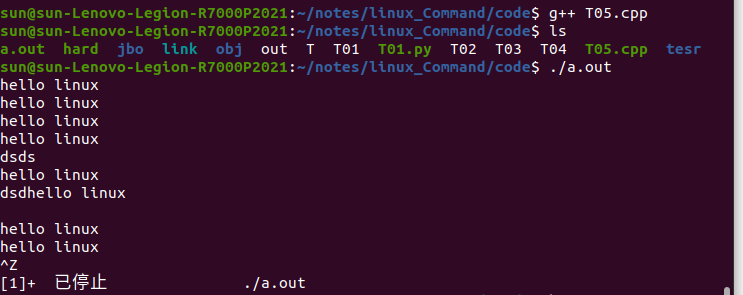 sun@sun-Lenovo-Legion-R7000P2021:~/notes/linux_Command/code$ g++ T05.cpp
sun@sun-Lenovo-Legion-R7000P2021:~/notes/linux_Command/code$ ls
a.out hard jbo link obj out T T01 T01.py T02 T03 T04 T05.cpp tesr
sun@sun-Lenovo-Legion-R7000P2021:~/notes/linux_Command/code$ ./a.out
hello linux
hello linux
hello linux
hello linux
dsds
hello linux
dsdhello linux

hello linux
hello linux
^Z
[1]+ 已停止 ./a.out